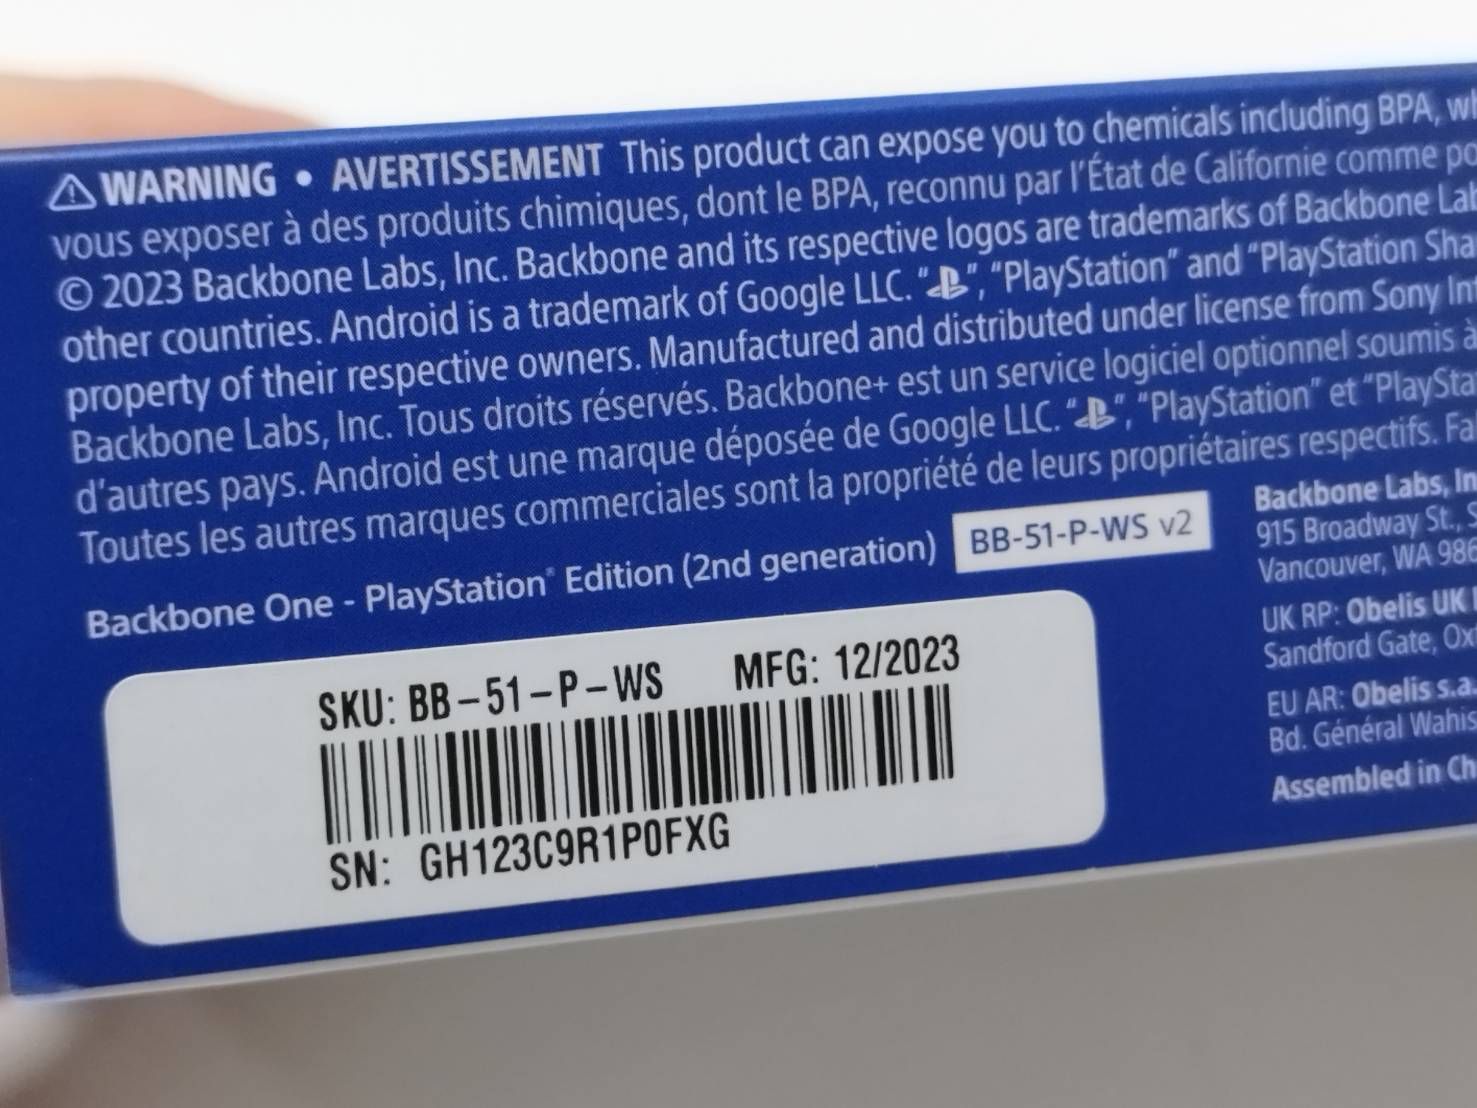 WARNING • AVERTISSEMENT This product can expose you to chemicals including BPA,
vous exposer à des produits chimiques, dont le BPA, reconnu par l'État de Californie comme
© 2023 Backbone Labs, Inc. Backbone and its respective logos are trademarks of Backbone
other countries. Android is a trademark of Google LLC. “ ”, “PlayStation” and “PlayStation
property of their respective owners. Manufactured and distributed under license from Sony
Backbone Labs, Inc. Tous droits réservés. Backbone+ est un service logiciel optionnel soumis à
d'autres pays. Android est une marque déposée de Google LLC. “ ”, “PlayStation” et
Toutes les autres marques commerciales sont la propriété de leurs propriétaires respectifs.
Backbone One - PlayStation® Edition (2nd generation) BB-51-P-WS v2
SKU: BB-51-P-WS MFG: 12/2023
SN: GH123C9R1P0FXG
Backbone Labs,
915 Broadway St.,
Vancouver, WA
UK RP: Obelis UK
Sandford Gate,
EU AR: Obelis s.a.
Bd. Général
Assembled in